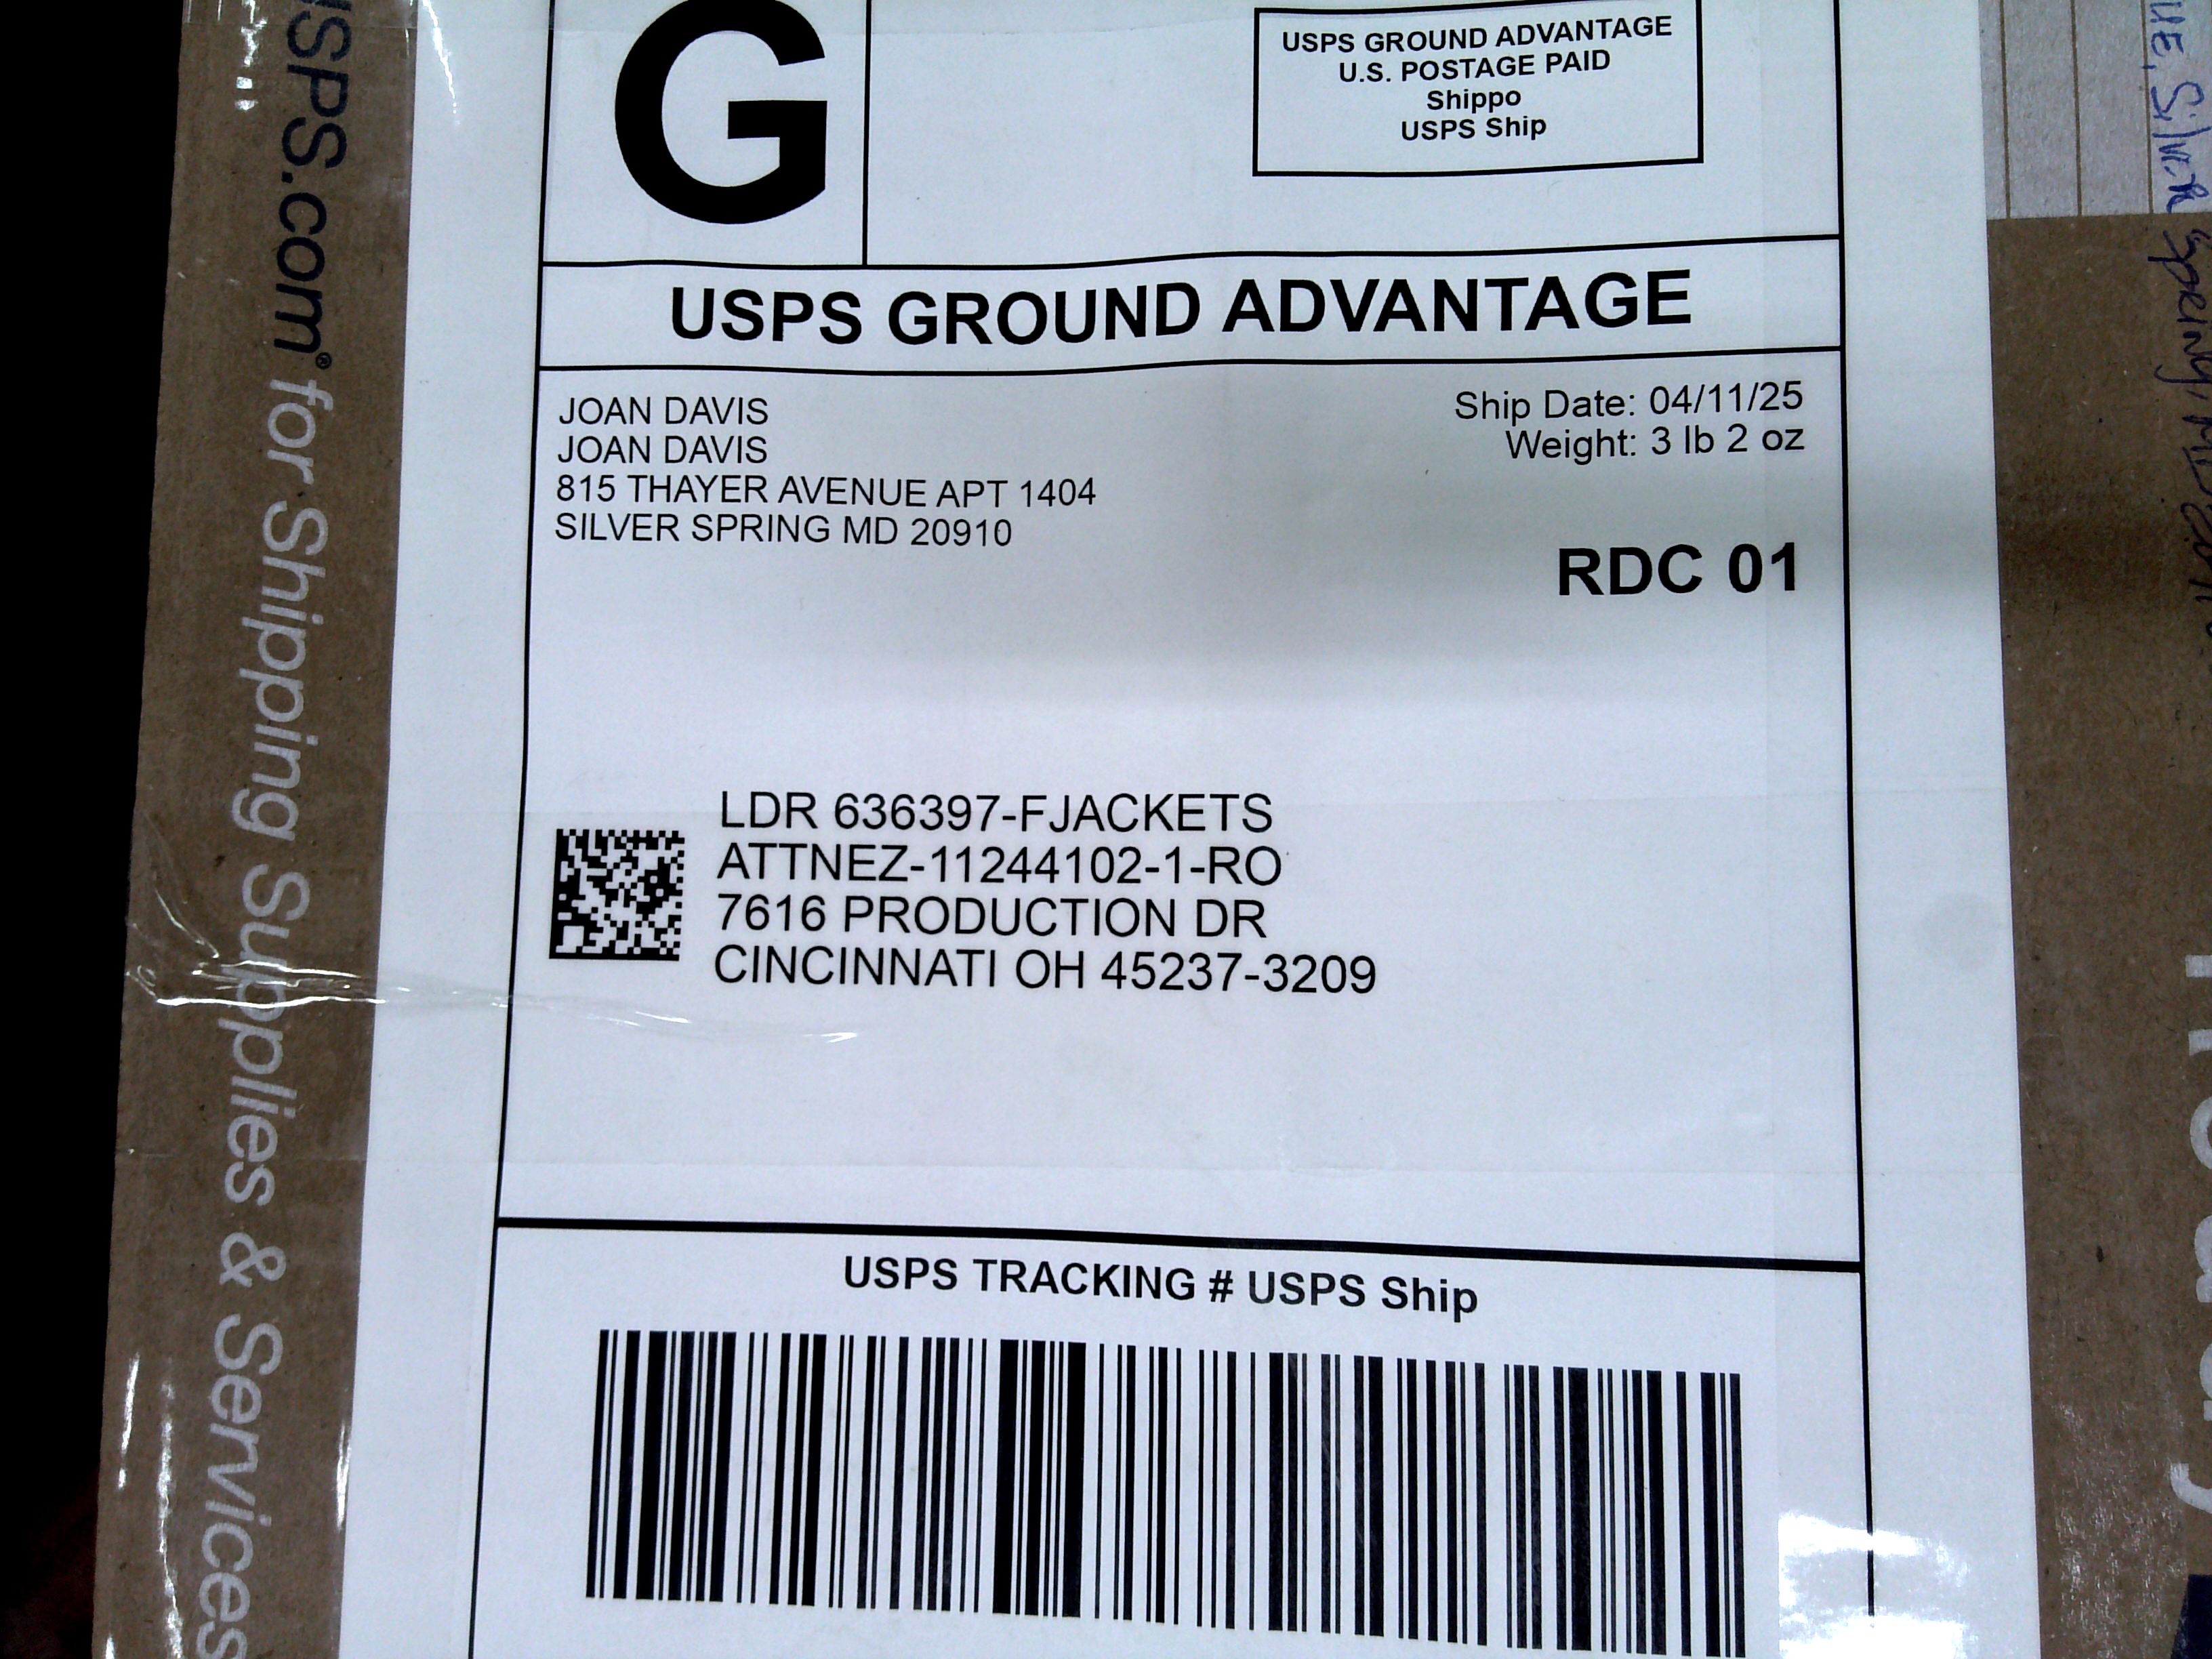 G
USPS GROUND ADVANTAGE
U.S. POSTAGE PAID
Shippo
USPS Ship
USPS GROUND ADVANTAGE
JOAN DAVIS
JOAN DAVIS
815 THAYER AVENUE APT 1404
SILVER SPRING MD 20910
Ship Date: 04/11/25
Weight: 3 lb 2 oz
RDC 01
LDR 636397-FJACKETS
ATTNEZ-11244102-1-RO
7616 PRODUCTION DR
CINCINNATI OH 45237-3209
USPS TRACKING # USPS Ship
USPS.com® for Shipping Supplies & Services
Silver Spring, MD